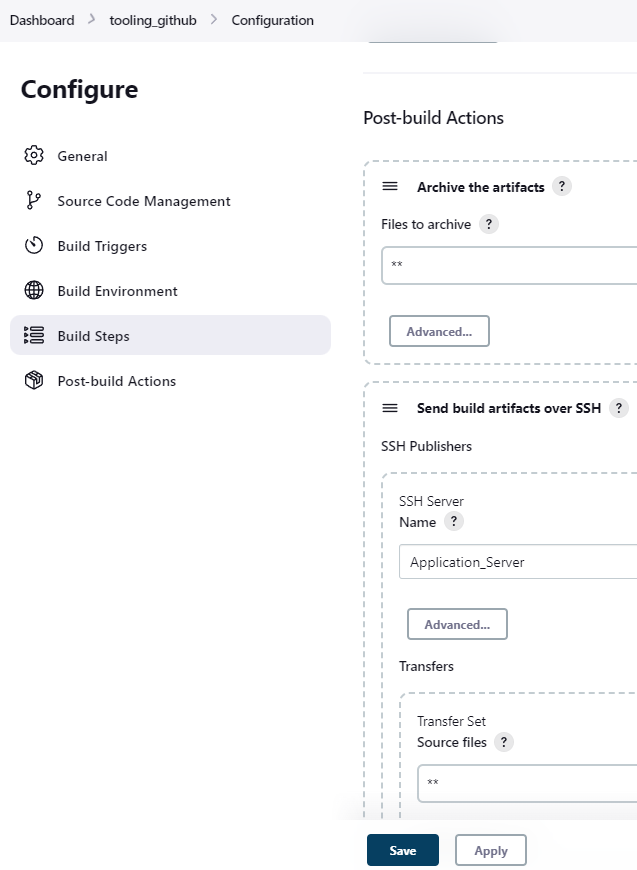 Dashboard > tooling_github > Configuration
Configure
General
Source Code Management
Build Triggers
Build Environment
Build Steps
Post-build Actions
Post-build Actions
Archive the artifacts ?
Files to archive ?
**
Advanced...
Send build artifacts over SSH ?
SSH Publishers
SSH Server
Name ?
Application_Server
Advanced...
Transfers
Transfer Set
Source files ?
**
Save
Apply